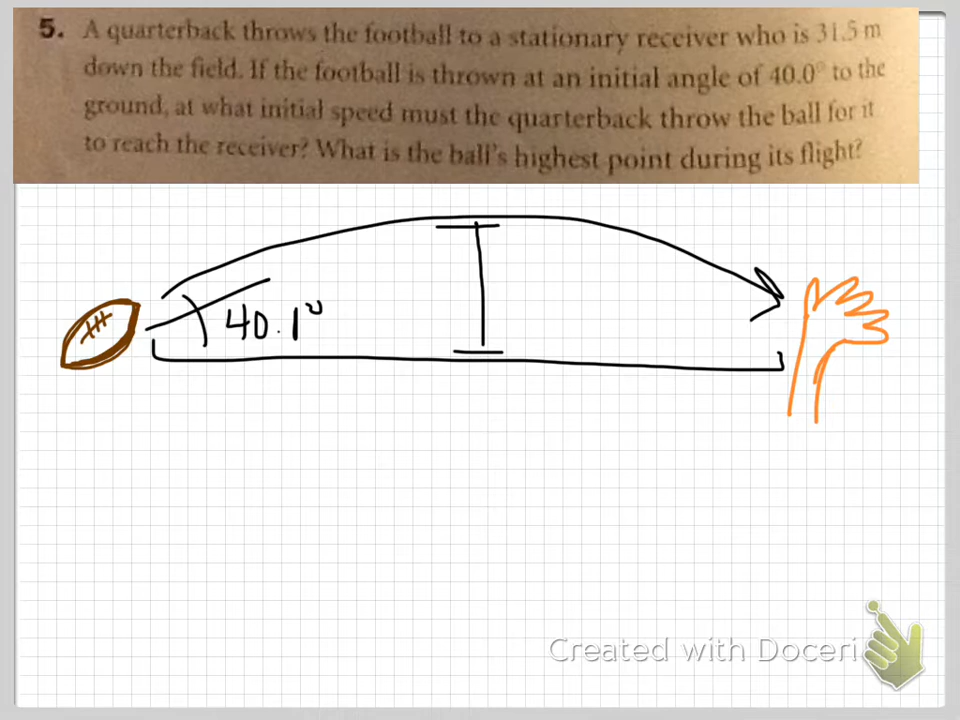 5. A quarterback throws the football to a stationary receiver who is 31.5 m
down the field. If the football is thrown at an initial angle of 40.0° to the
ground, at what initial speed must the quarterback throw the ball for it
to reach the receiver? What is the ball's highest point during its flight?
40.1°
Created with Doceri